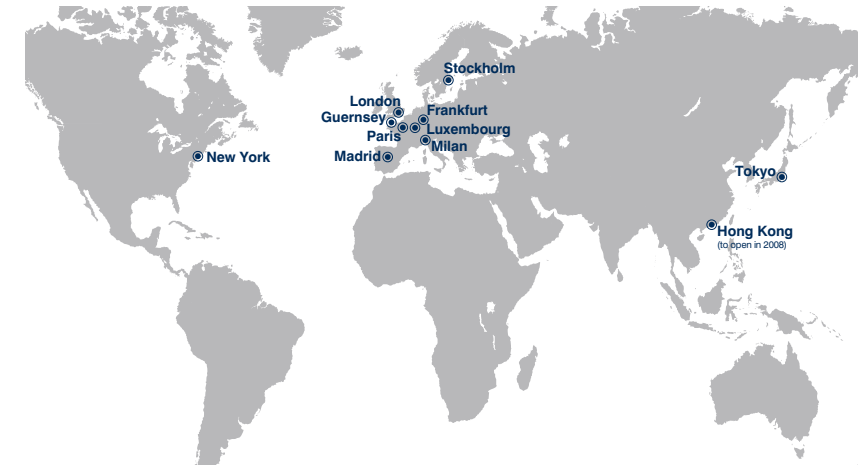 Stockholm
London
Frankfurt
Guernsey
Luxembourg
Paris
Milan
Madrid
New York
Tokyo
Hong Kong
(to open in 2008)